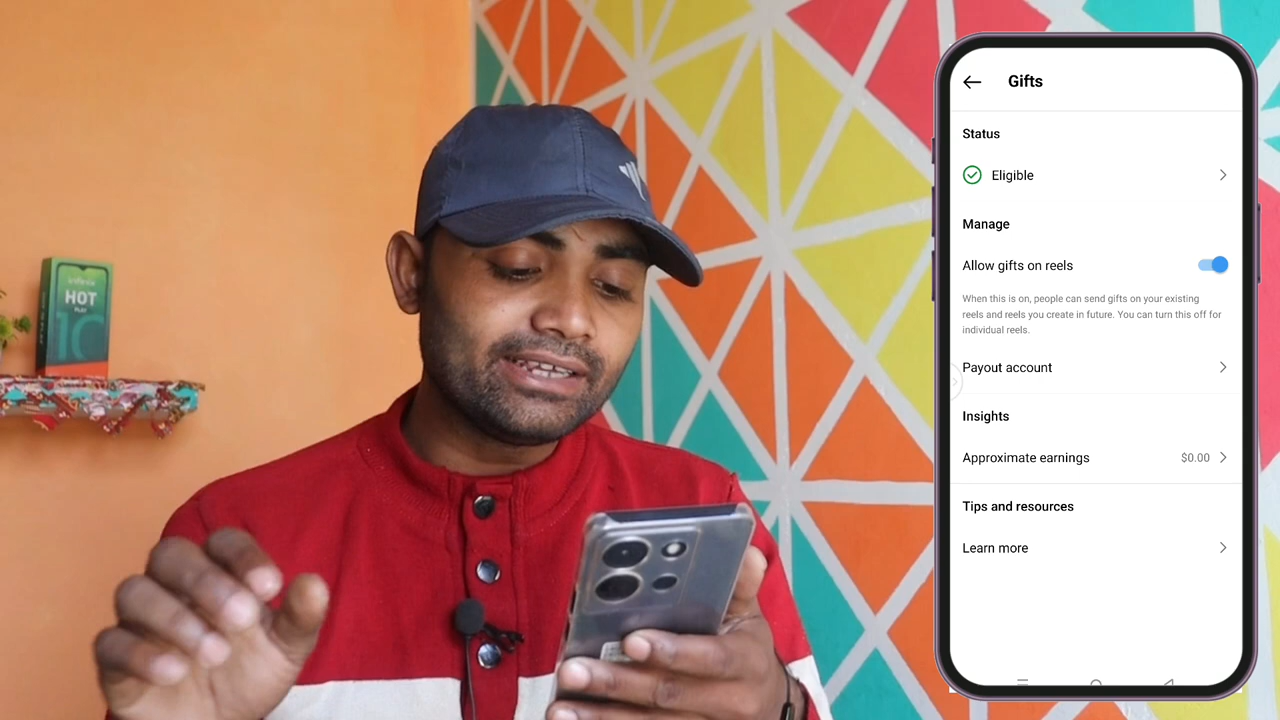 Infinix
HOT
PLAY
10
Gifts
Status
Eligible
Manage
Allow gifts on reels
When this is on, people can send gifts on your existing
reels and reels you create in future. You can turn this off for
individual reels.
Payout account
Insights
Approximate earnings
$0.00
Tips and resources
Learn more